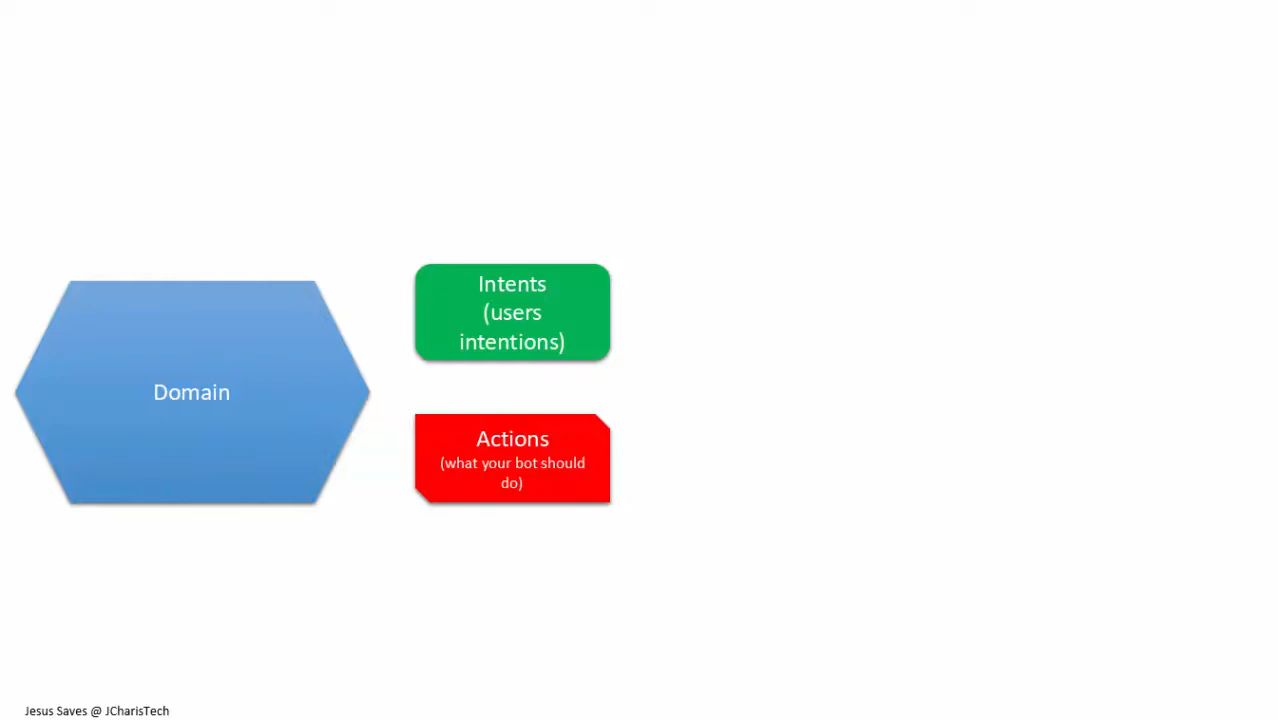 Domain
Intents
(users
intentions)
Actions
(what your bot should
do)
Jesus Saves @ JCharisTech